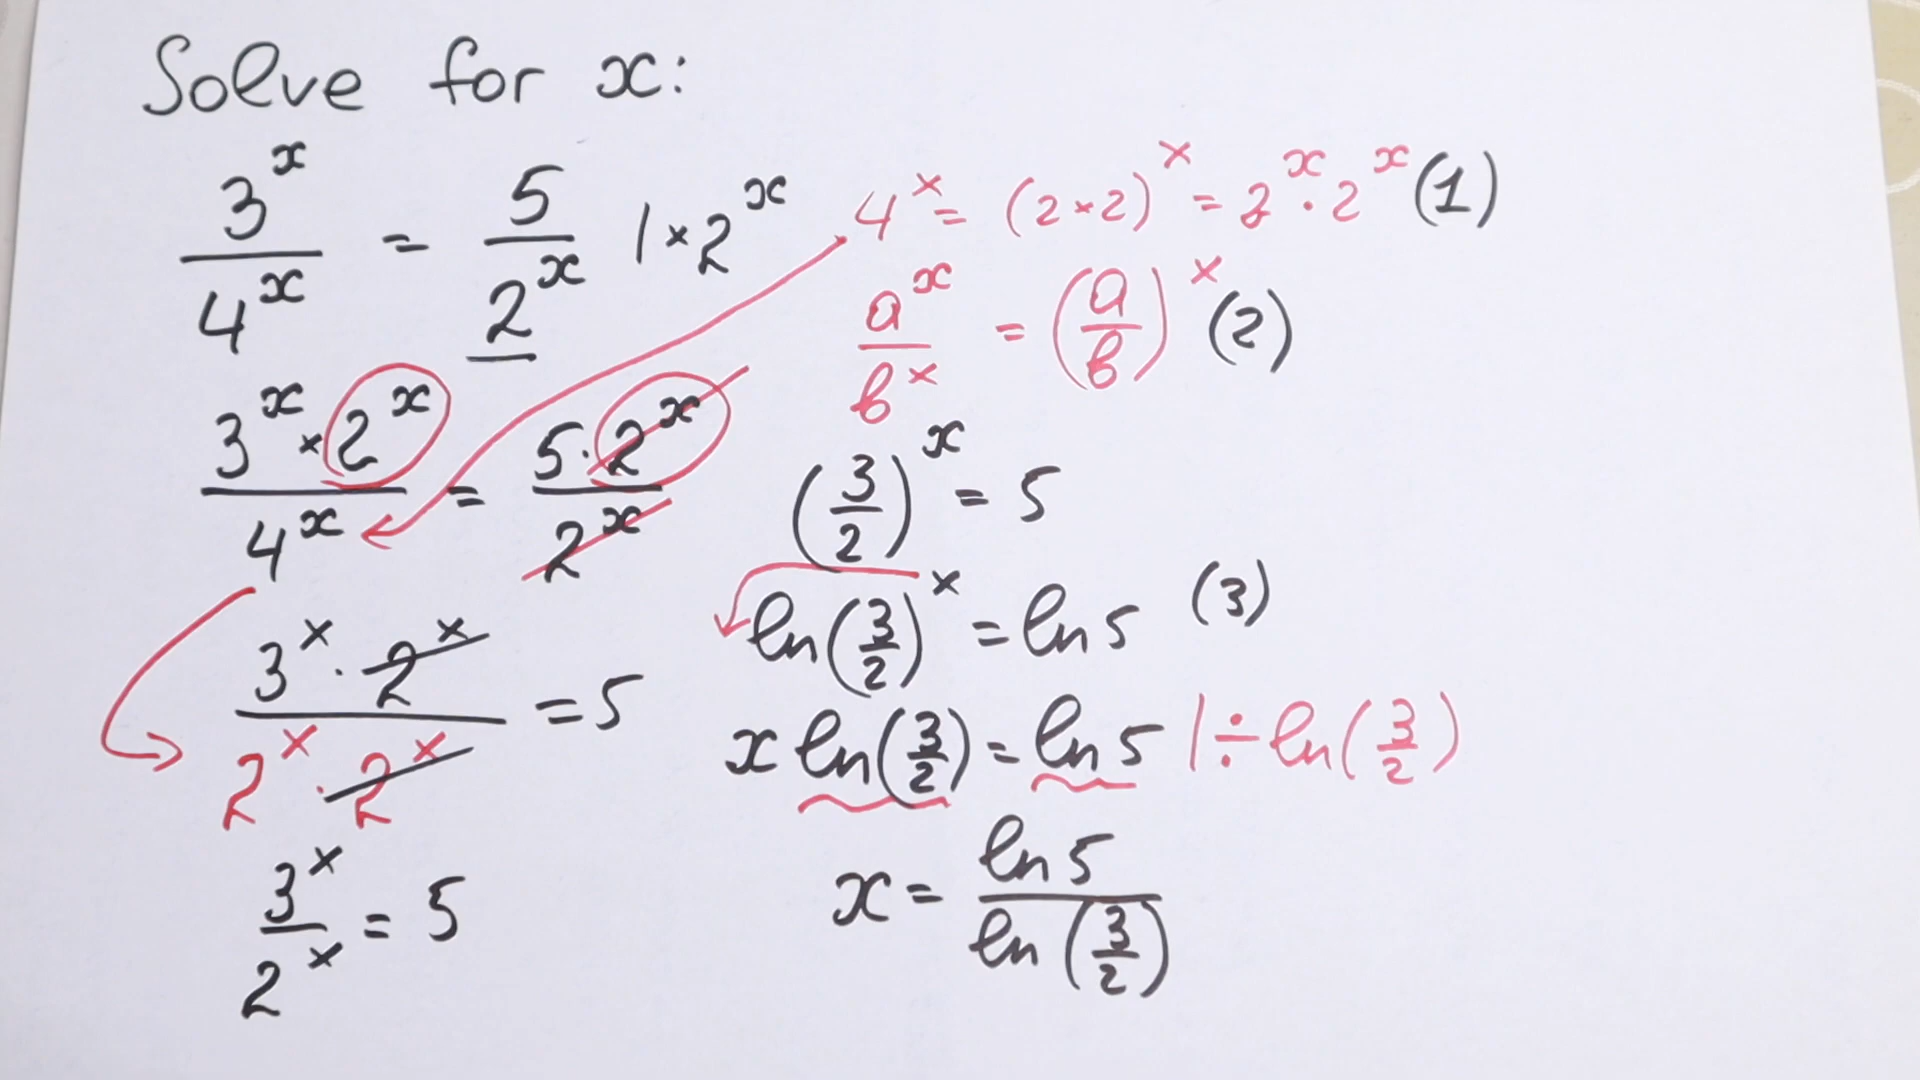 Solve for x:
3^x/4^x = 5/2^x | × 2^x
(3^x × 2^x)/4^x = (5 · 2^x)/2^x
(3^x · 2^x)/(2^x · 2^x) = 5
3^x/2^x = 5
4^x = (2×2)^x = 2^x · 2^x (1)
a^x/b^x = (a/b)^x (2)
(3/2)^x = 5
ln(3/2)^x = ln 5 (3)
x ln(3/2) = ln 5 | ÷ ln(3/2)
x = ln 5/ln(3/2)